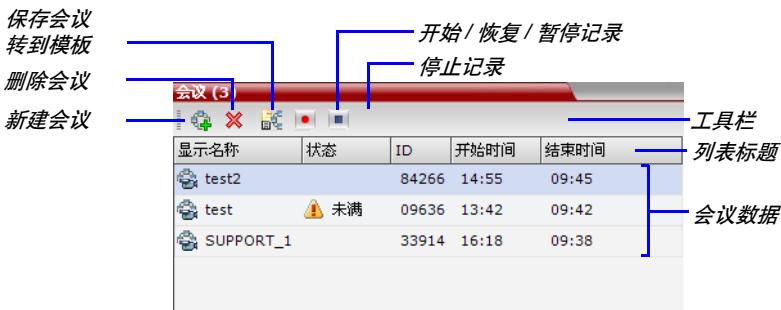 保存会议
转到模板
删除会议
新建会议
开始 / 恢复 / 暂停记录
停止记录
工具栏
列表标题
会议数据
会议 (3)
显示名称 状态 ID 开始时间 结束时间
test2 84266 14:55 09:45
test 未满 09636 13:42 09:42
SUPPORT_1 33914 16:18 09:38